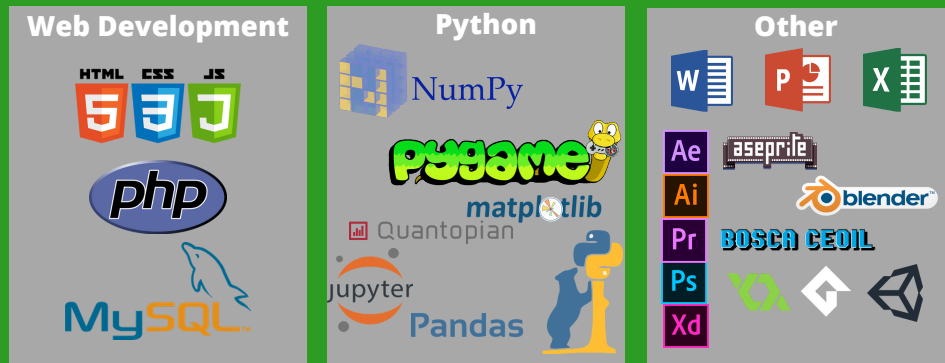 Web Development
HTML CSS JS
5 3 J
php
MySQL
Python
N NumPy
pygame
matplotlib
Quantopian
jupyter
Pandas
Other
W P X
Ae
aseprite
Ai
blender
Pr
BOSCA CEOIL
Ps
Xd